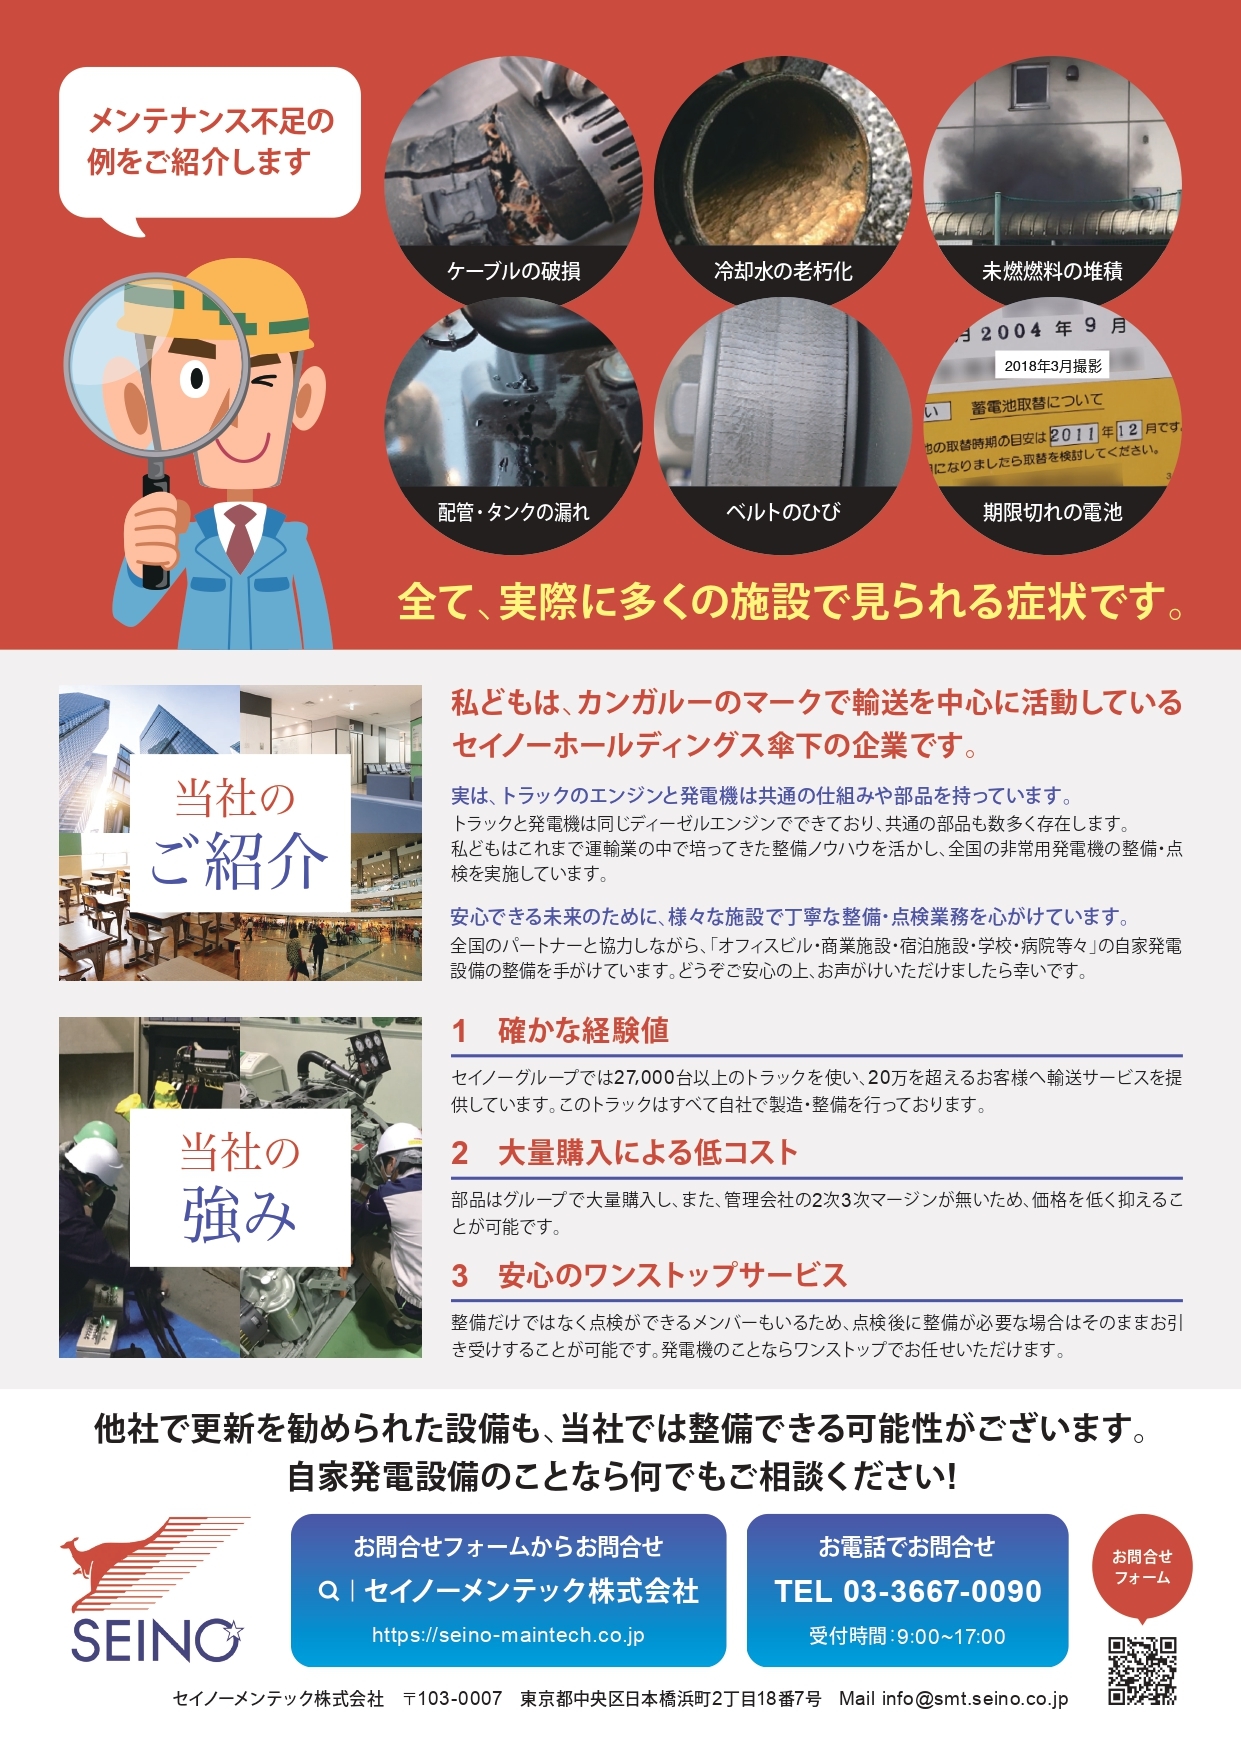 メンテナンス不足の
例をご紹介します
ケーブルの破損
冷却水の老朽化
未燃燃料の堆積
月 2004 年 9 月
2018年3月撮影
い 蓄電池取替について
池の取替時期の目安は 2011 年 12 月です。
になりましたら取替を検討してください。
配管・タンクの漏れ
ベルトのひび
期限切れの電池
全て、実際に多くの施設で見られる症状です。
当社の
ご紹介
私どもは、カンガルーのマークで輸送を中心に活動している
セイノーホールディングス傘下の企業です。
実は、トラックのエンジンと発電機は共通の仕組みや部品を持っています。
トラックと発電機は同じディーゼルエンジンでできており、共通の部品も数多く存在します。
私どもはこれまで運輸業の中で培ってきた整備ノウハウを活かし、全国の非常用発電機の整備・点
検を実施しています。
安心できる未来のために、様々な施設で丁寧な整備・点検業務を心がけています。
全国のパートナーと協力しながら、「オフィスビル・商業施設・宿泊施設・学校・病院等々」の自家発電
設備の整備を手がけています。どうぞご安心の上、お声がけいただけましたら幸いです。
当社の
強み
1 確かな経験値
セイノーグループでは27,000台以上のトラックを使い、20万を超えるお客様へ輸送サービスを提
供しています。このトラックはすべて自社で製造・整備を行っております。
2 大量購入による低コスト
部品はグループで大量購入し、また、管理会社の2次3次マージンが無いため、価格を低く抑えるこ
とが可能です。
3 安心のワンストップサービス
整備だけではなく点検ができるメンバーもいるため、点検後に整備が必要な場合はそのままお引
き受けすることが可能です。発電機のことならワンストップでお任せいただけます。
他社で更新を勧められた設備も、当社では整備できる可能性がございます。
自家発電設備のことなら何でもご相談ください!
SEINO
お問合せフォームからお問合せ
セイノーメンテック株式会社
https://seino-maintech.co.jp
お電話でお問合せ
TEL 03-3667-0090
受付時間：9:00~17:00
お問合せ
フォーム
セイノーメンテック株式会社 〒103-0007 東京都中央区日本橋浜町2丁目18番7号 Mail info@smt.seino.co.jp